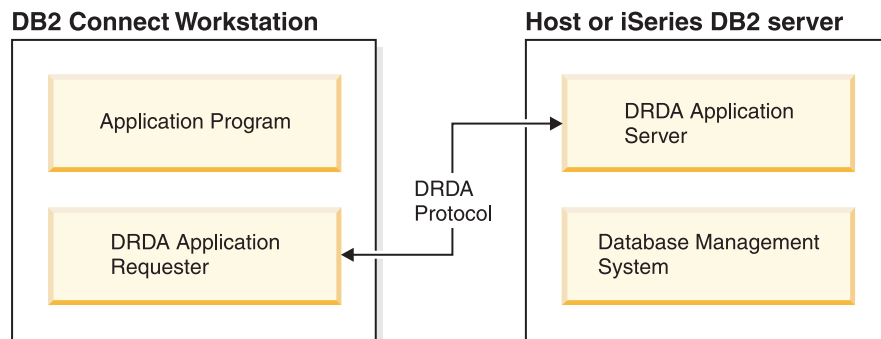 DB2 Connect Workstation
Host or iSeries DB2 server
Application Program
DRDA Application
Server
DRDA
Protocol
DRDA Application
Requester
Database Management
System